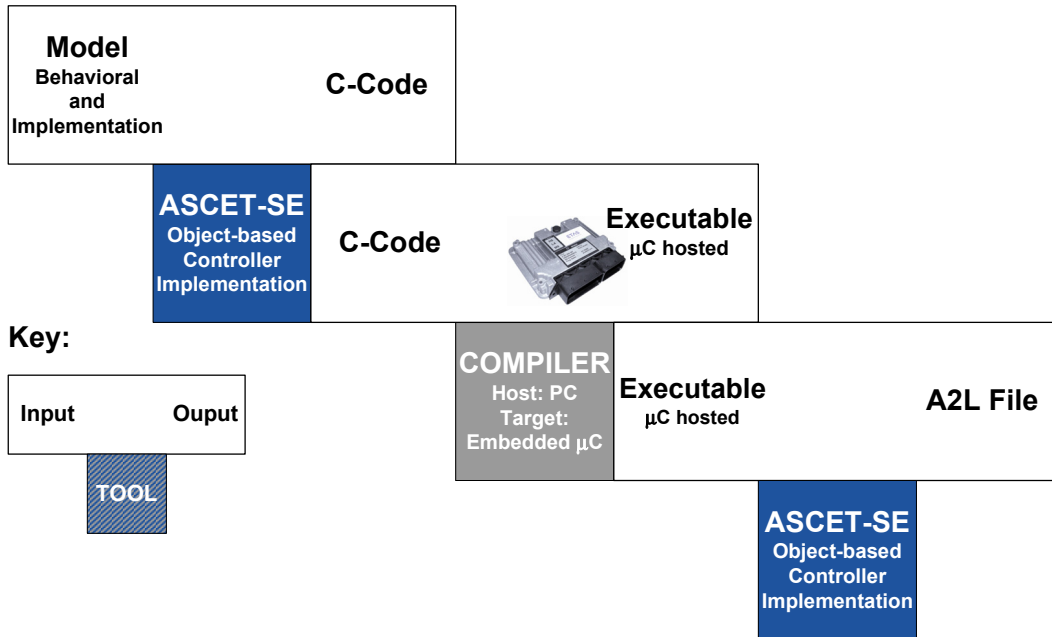 Model
Behavioral
and
Implementation
C-Code
ASCET-SE
Object-based
Controller
Implementation
C-Code
Executable
µC hosted
Key:
Input
Ouput
TOOL
COMPILER
Host: PC
Target:
Embedded µC
Executable
µC hosted
A2L File
ASCET-SE
Object-based
Controller
Implementation